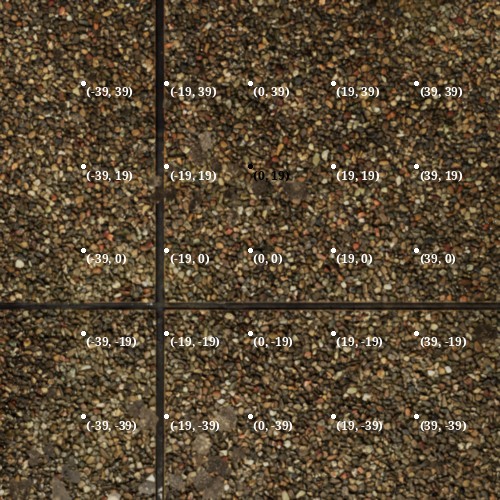 (-39, 39) (-19, 39) (0, 39) (19, 39) (39, 39)
(-39, 19) (-19, 19) (0, 19) (19, 19) (39, 19)
(-39, 0) (-19, 0) (0, 0) (19, 0) (39, 0)
(-39, -19) (-19, -19) (0, -19) (19, -19) (39, -19)
(-39, -39) (-19, -39) (0, -39) (19, -39) (39, -39)